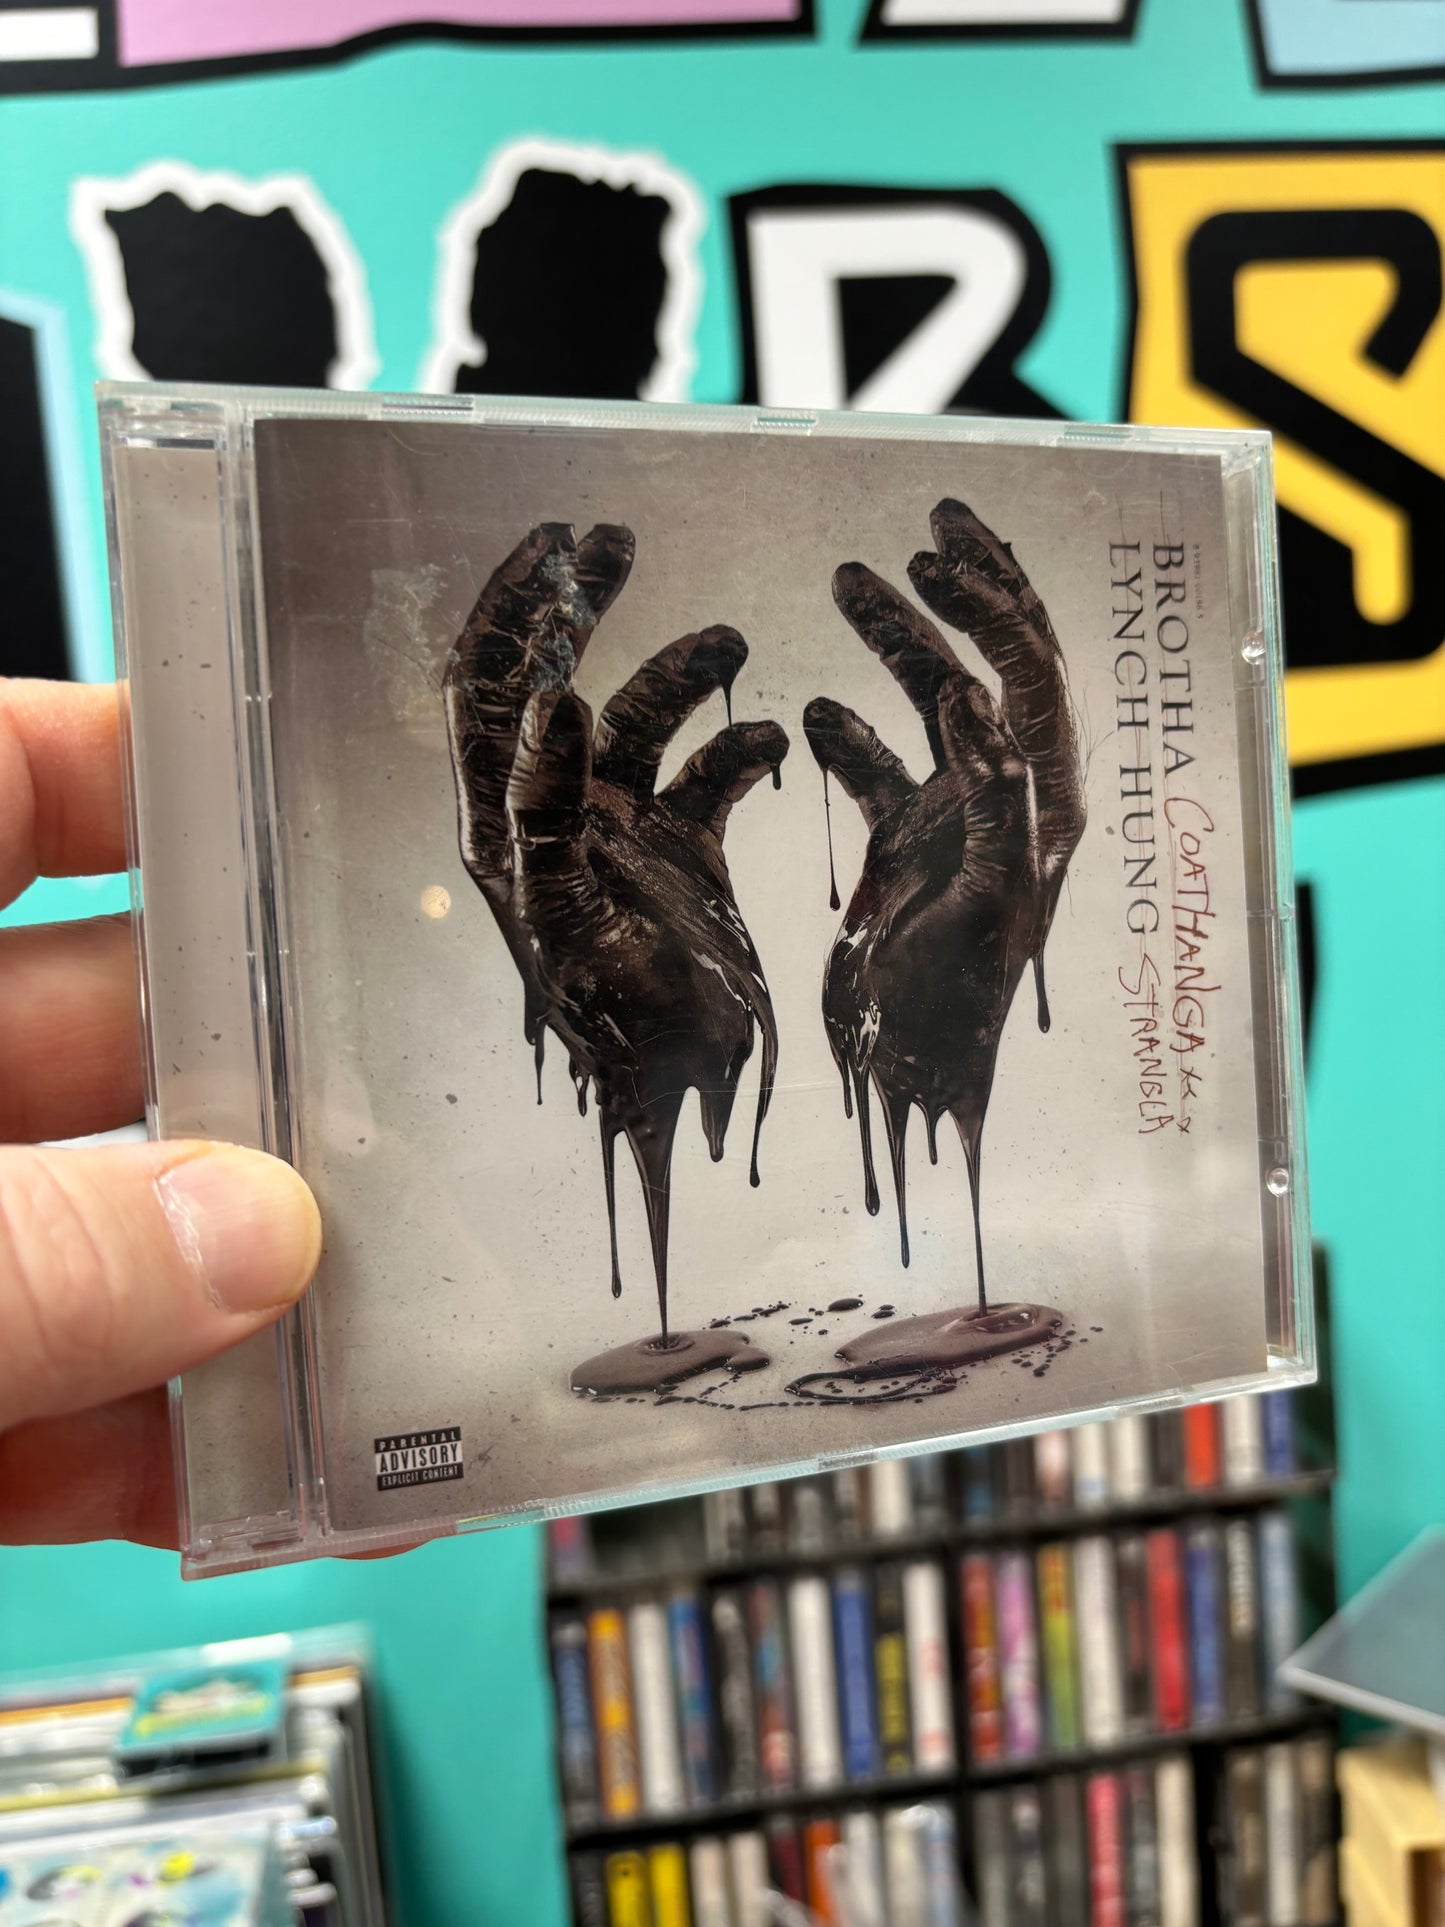 BROTHA
LYNCH HUNG
COATHANGA
STRANGLA
PARENTAL
ADVISORY
EXPLICIT CONTENT